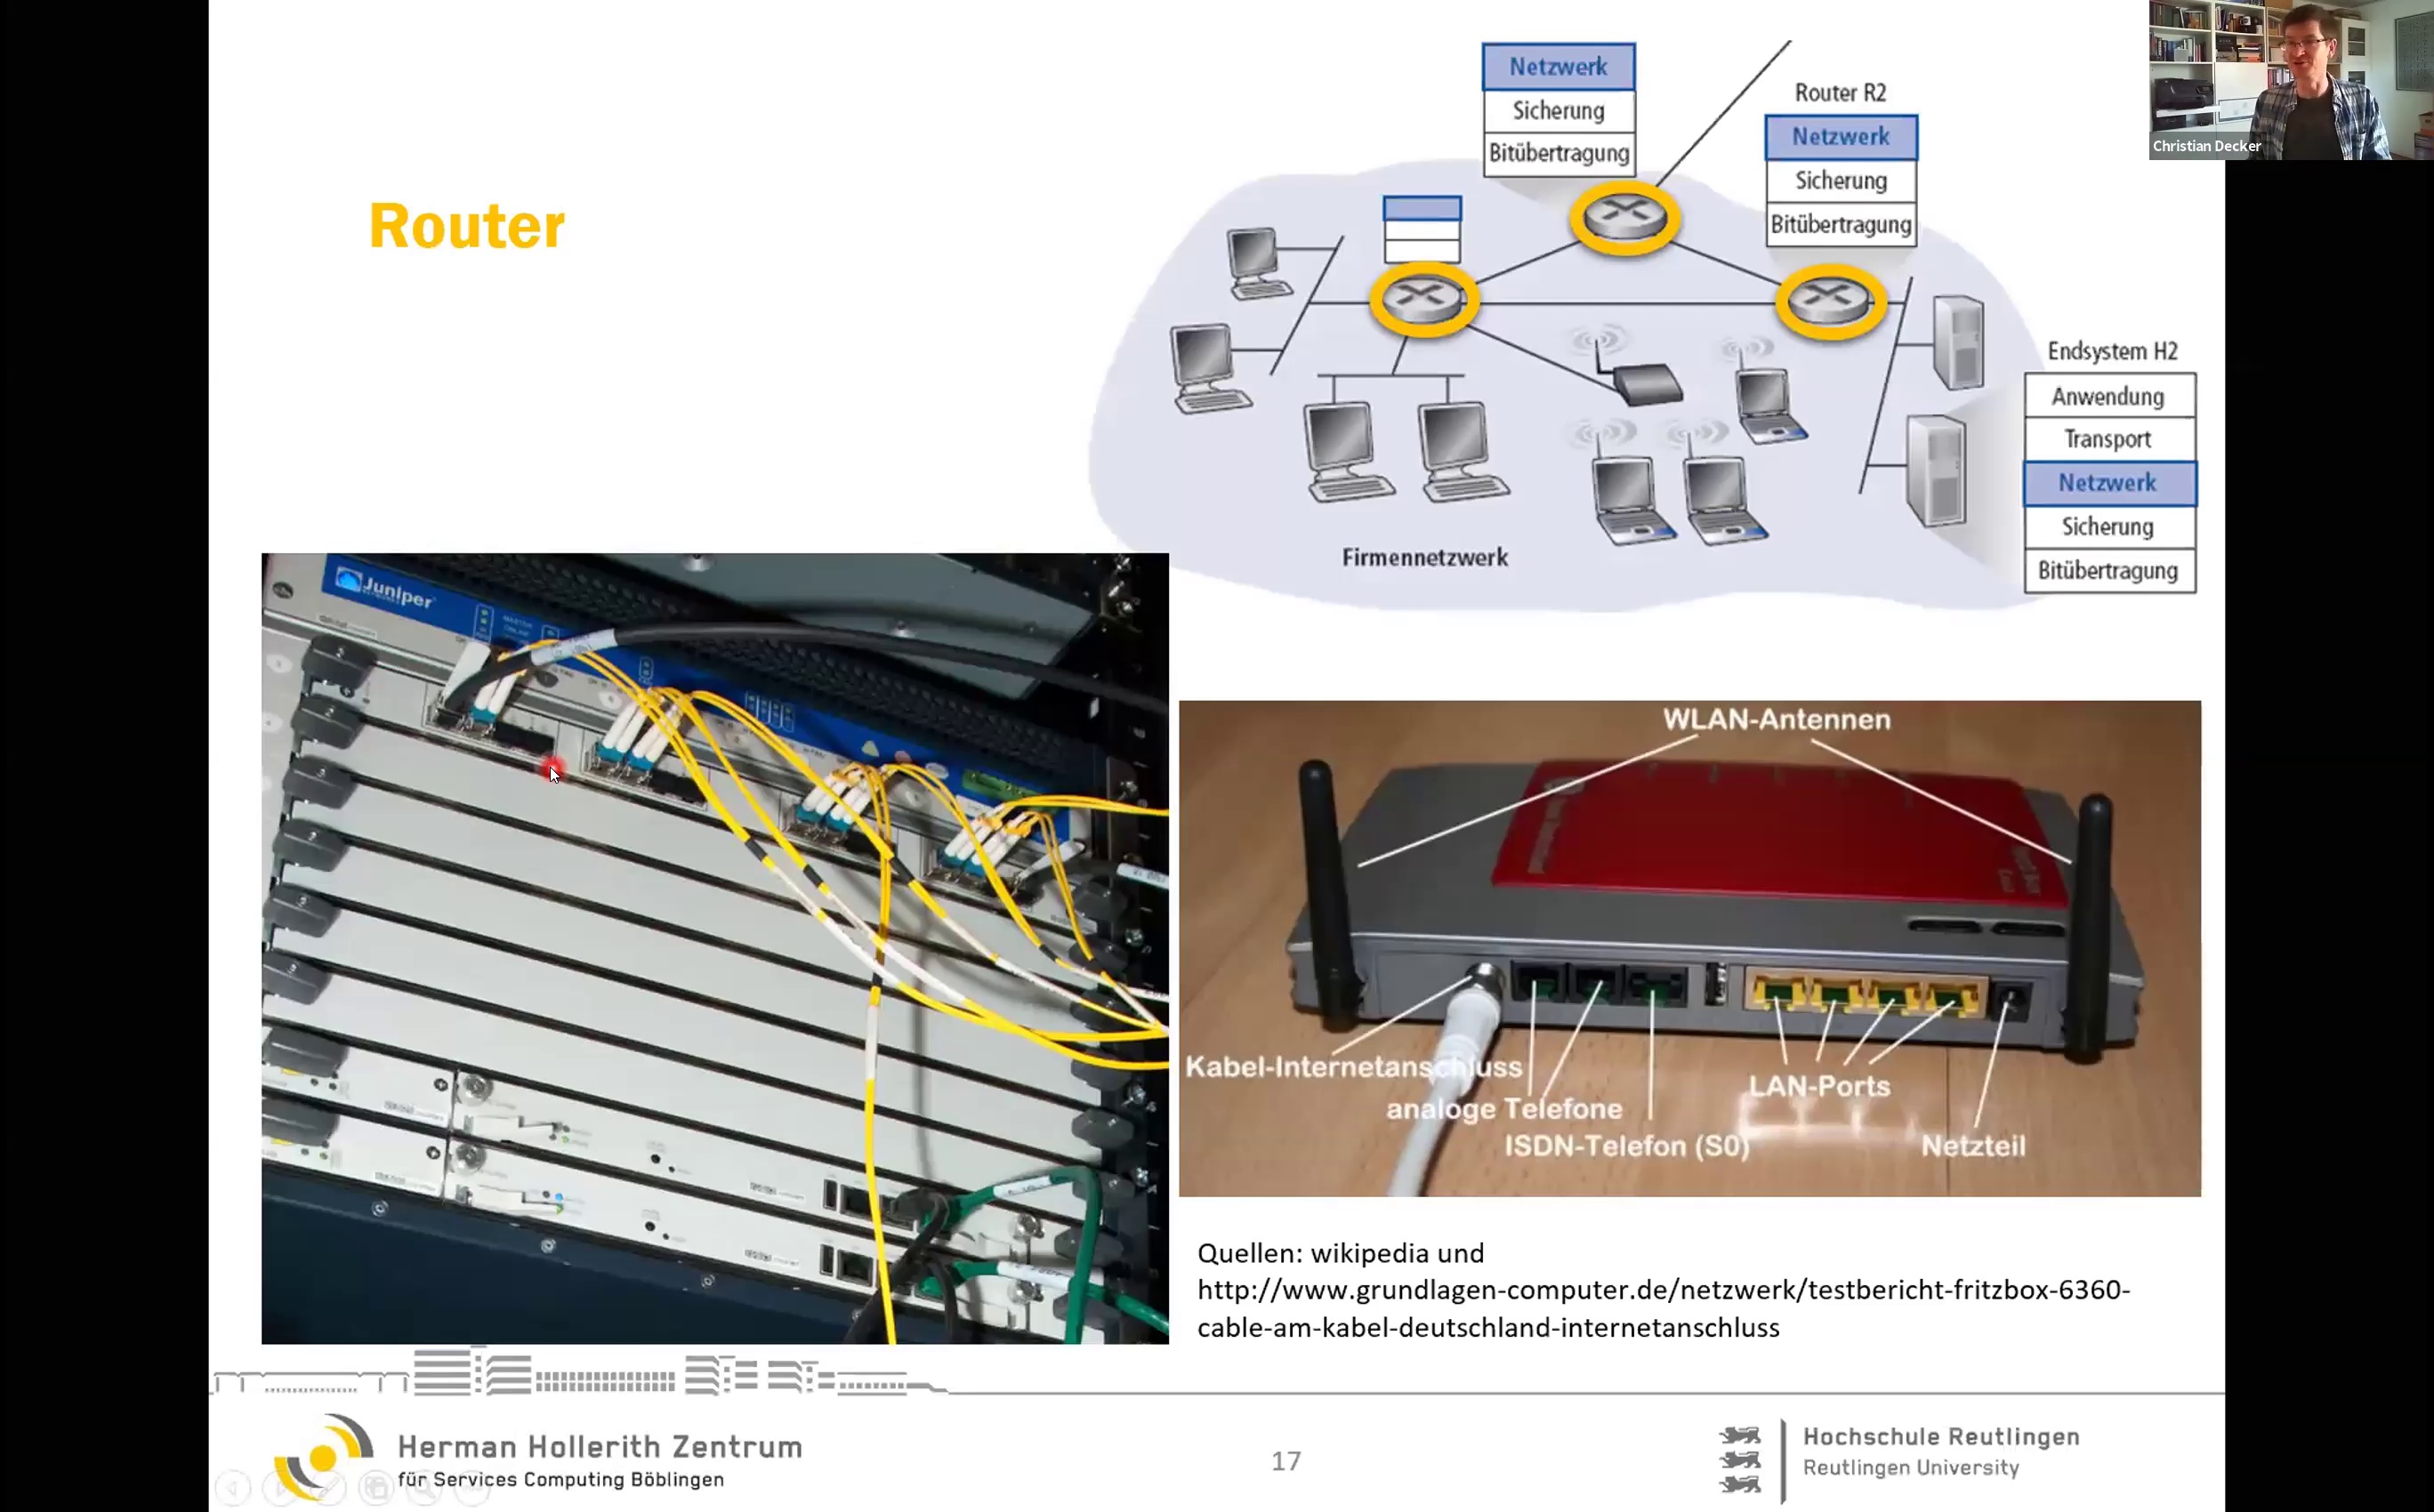 Router
Netzwerk
Sicherung
Bitübertragung
Router R2
Netzwerk
Sicherung
Bitübertragung
Endsystem H2
Anwendung
Transport
Netzwerk
Sicherung
Bitübertragung
Firmennetzwerk
Christian Decker
Juniper
NETWORKS
WLAN-Antennen
Kabel-Internetanschluss
analoge Telefone
ISDN-Telefon (S0)
LAN-Ports
Netzteil
Quellen: wikipedia und
http://www.grundlagen-computer.de/netzwerk/testbericht-fritzbox-6360-
cable-am-kabel-deutschland-internetanschluss
Herman Hollerith Zentrum
für Services Computing Böblingen
17
Hochschule Reutlingen
Reutlingen University